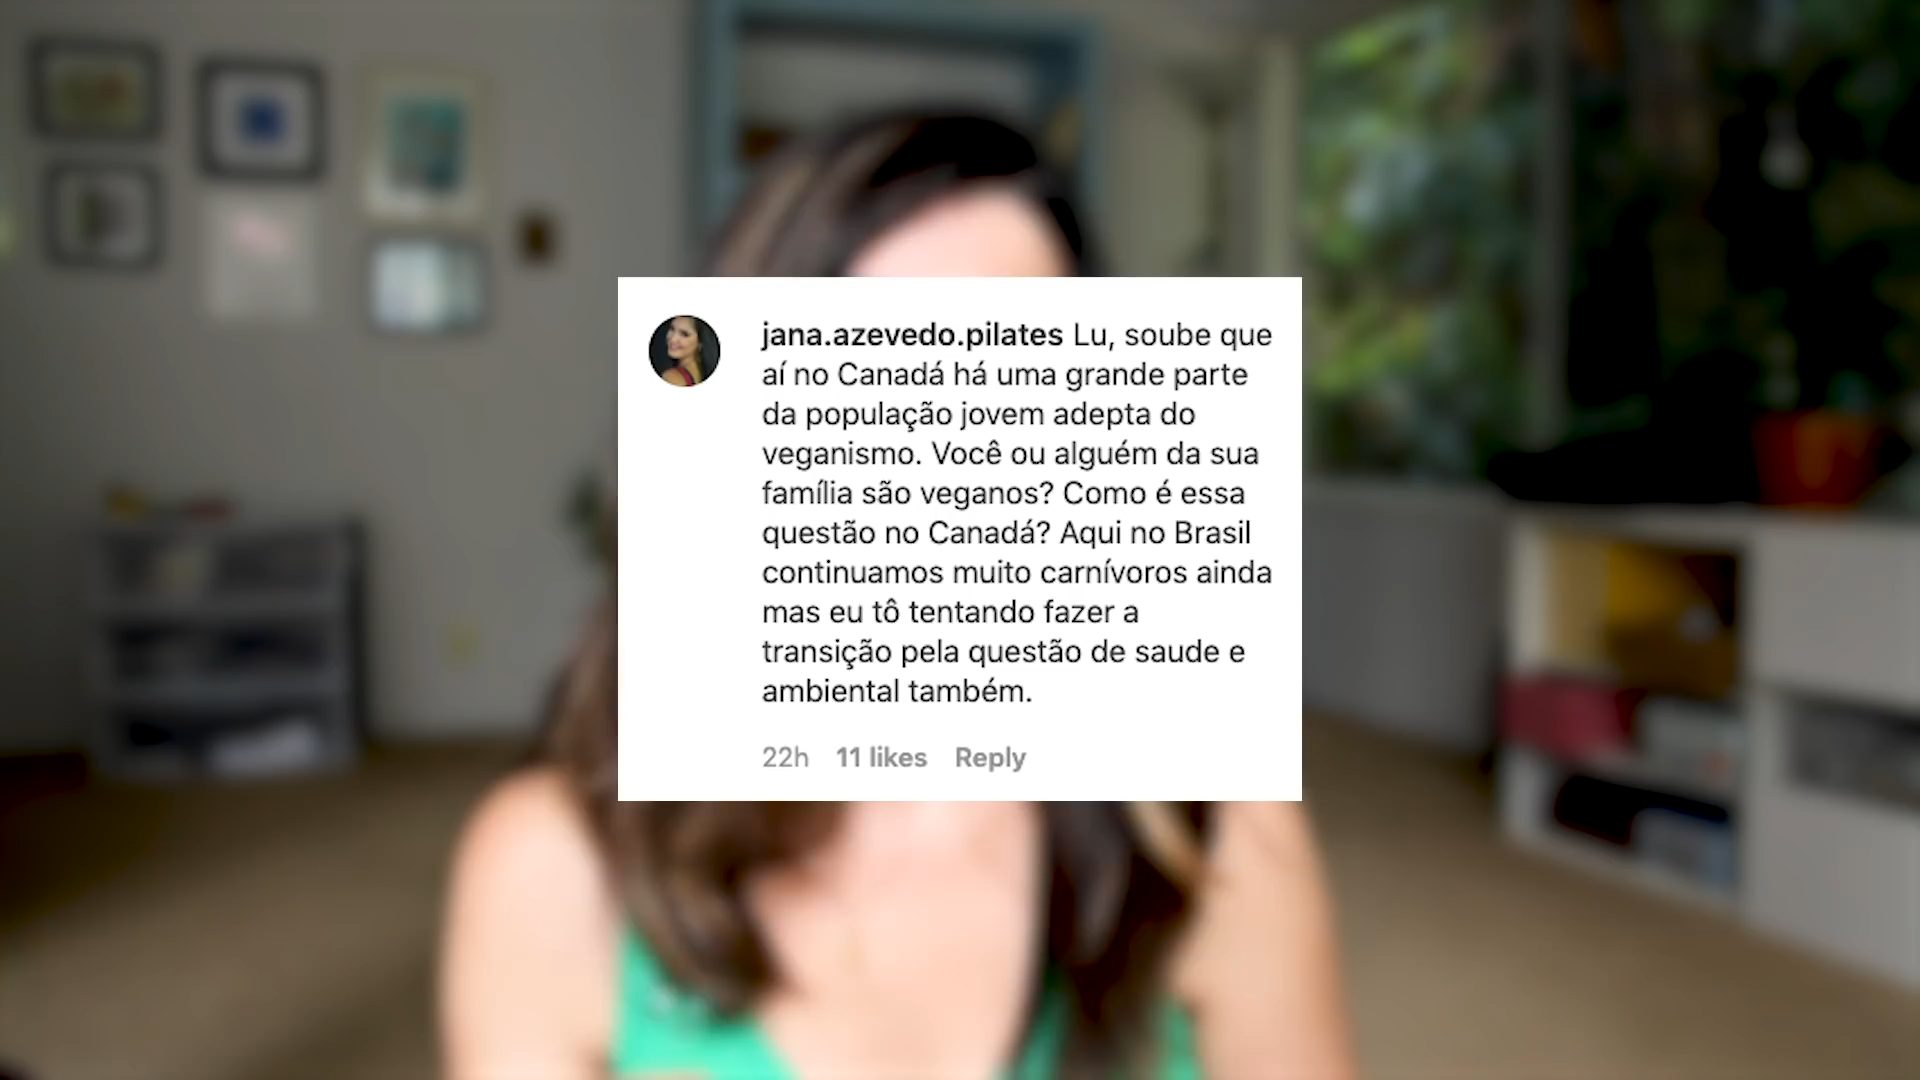 jana.azevedo.pilates Lu, soube que
aí no Canadá há uma grande parte
da população jovem adepta do
veganismo. Você ou alguém da sua
família são veganos? Como é essa
questão no Canadá? Aqui no Brasil
continuamos muito carnívoros ainda
mas eu tô tentando fazer a
transição pela questão de saude e
ambiental também.
22h 11 likes Reply